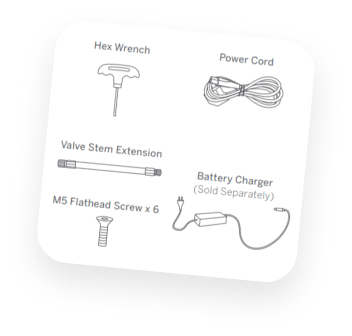 Hex Wrench
Power Cord
Valve Stem Extension
Battery Charger
(Sold Separately)
M5 Flathead Screw x 6